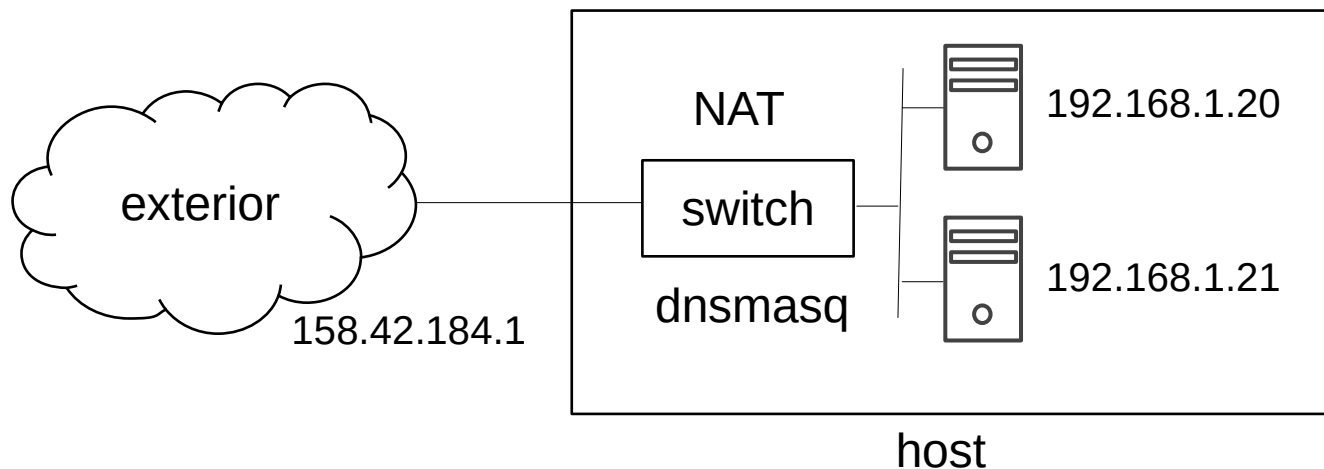 NAT
192.168.1.20
exterior
switch
dnsmasq
192.168.1.21
158.42.184.1
host